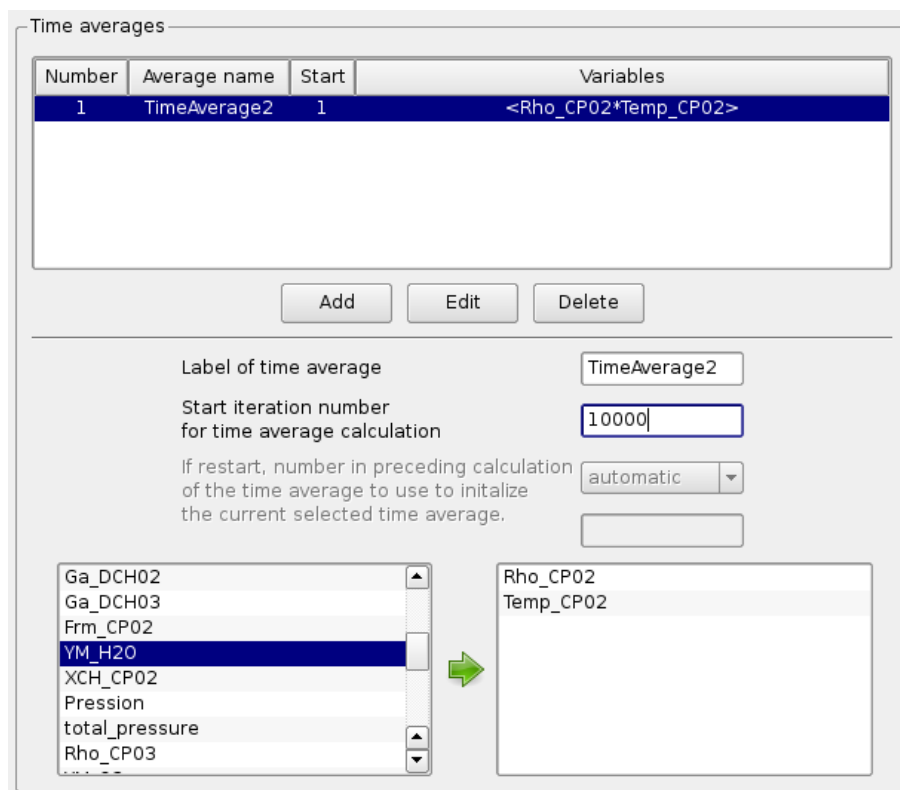 Time averages
Number Average name Start Variables
1 TimeAverage2 1 <Rho_CP02*Temp_CP02>
Add Edit Delete
Label of time average TimeAverage2
Start iteration number
for time average calculation 10000
If restart, number in preceding calculation
of the time average to use to initalize
the current selected time average.
automatic
Ga_DCH02
Ga_DCH03
Frm_CP02
YM_H2O
XCH_CP02
Pression
total_pressure
Rho_CP03
Rho_CP02
Temp_CP02